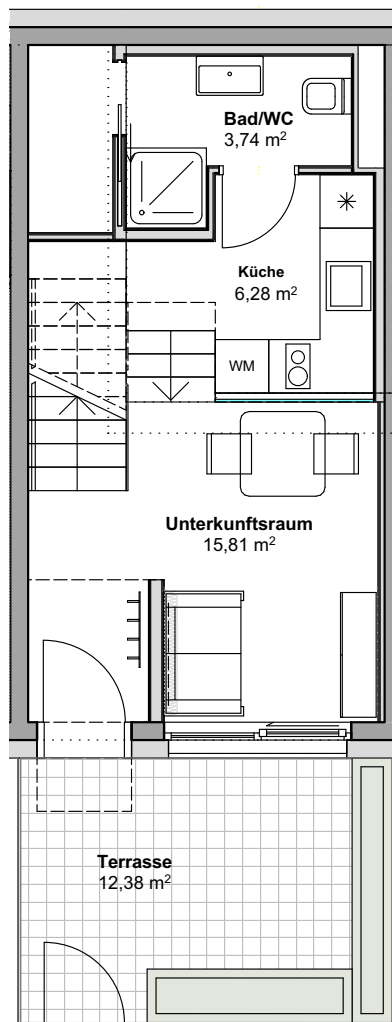 Bad/WC
3,74 m²
Küche
6,28 m²
WM
Unterkunftsraum
15,81 m²
Terrasse
12,38 m²